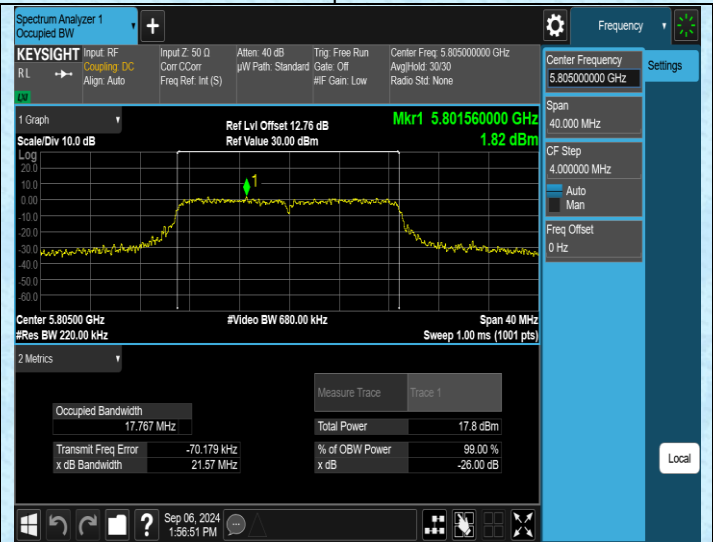 Spectrum Analyzer 1
Occupied BW
Frequency
KEYSIGHT
RL
LXI
Input: RF
Coupling: DC
Align: Auto
Input Z: 50 Ω
Corr CCorr
Freq Ref: Int (S)
Atten: 40 dB
µW Path: Standard
Trig: Free Run
Gate: Off
#IF Gain: Low
Center Freq: 5.805000000 GHz
Avg|Hold: 30/30
Radio Std: None
1 Graph
Scale/Div 10.0 dB
Ref Lvl Offset 12.76 dB
Ref Value 30.00 dBm
Mkr1 5.801560000 GHz
1.82 dBm
Log
20.0
10.0
0.00
-10.0
-20.0
-30.0
-40.0
-50.0
-60.0
1
Center 5.80500 GHz
#Video BW 680.00 kHz
Span 40 MHz
#Res BW 220.00 kHz
Sweep 1.00 ms (1001 pts)
2 Metrics
Measure Trace
Trace 1
Occupied Bandwidth
17.767 MHz
Total Power
17.8 dBm
Transmit Freq Error
-70.179 kHz
% of OBW Power
99.00 %
x dB Bandwidth
21.57 MHz
x dB
-26.00 dB
Center Frequency
5.805000000 GHz
Settings
Span
40.000 MHz
CF Step
4.000000 MHz
Auto
Man
Freq Offset
0 Hz
Local
?
Sep 06, 2024
1:56:51 PM